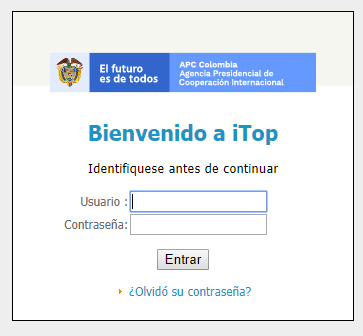 El futuro
es de todos
APC Colombia
Agencia Presidencial de
Cooperación Internacional
Bienvenido a iTop
Identifiquese antes de continuar
Usuario :
Contraseña:
Entrar
¿Olvidó su contraseña?